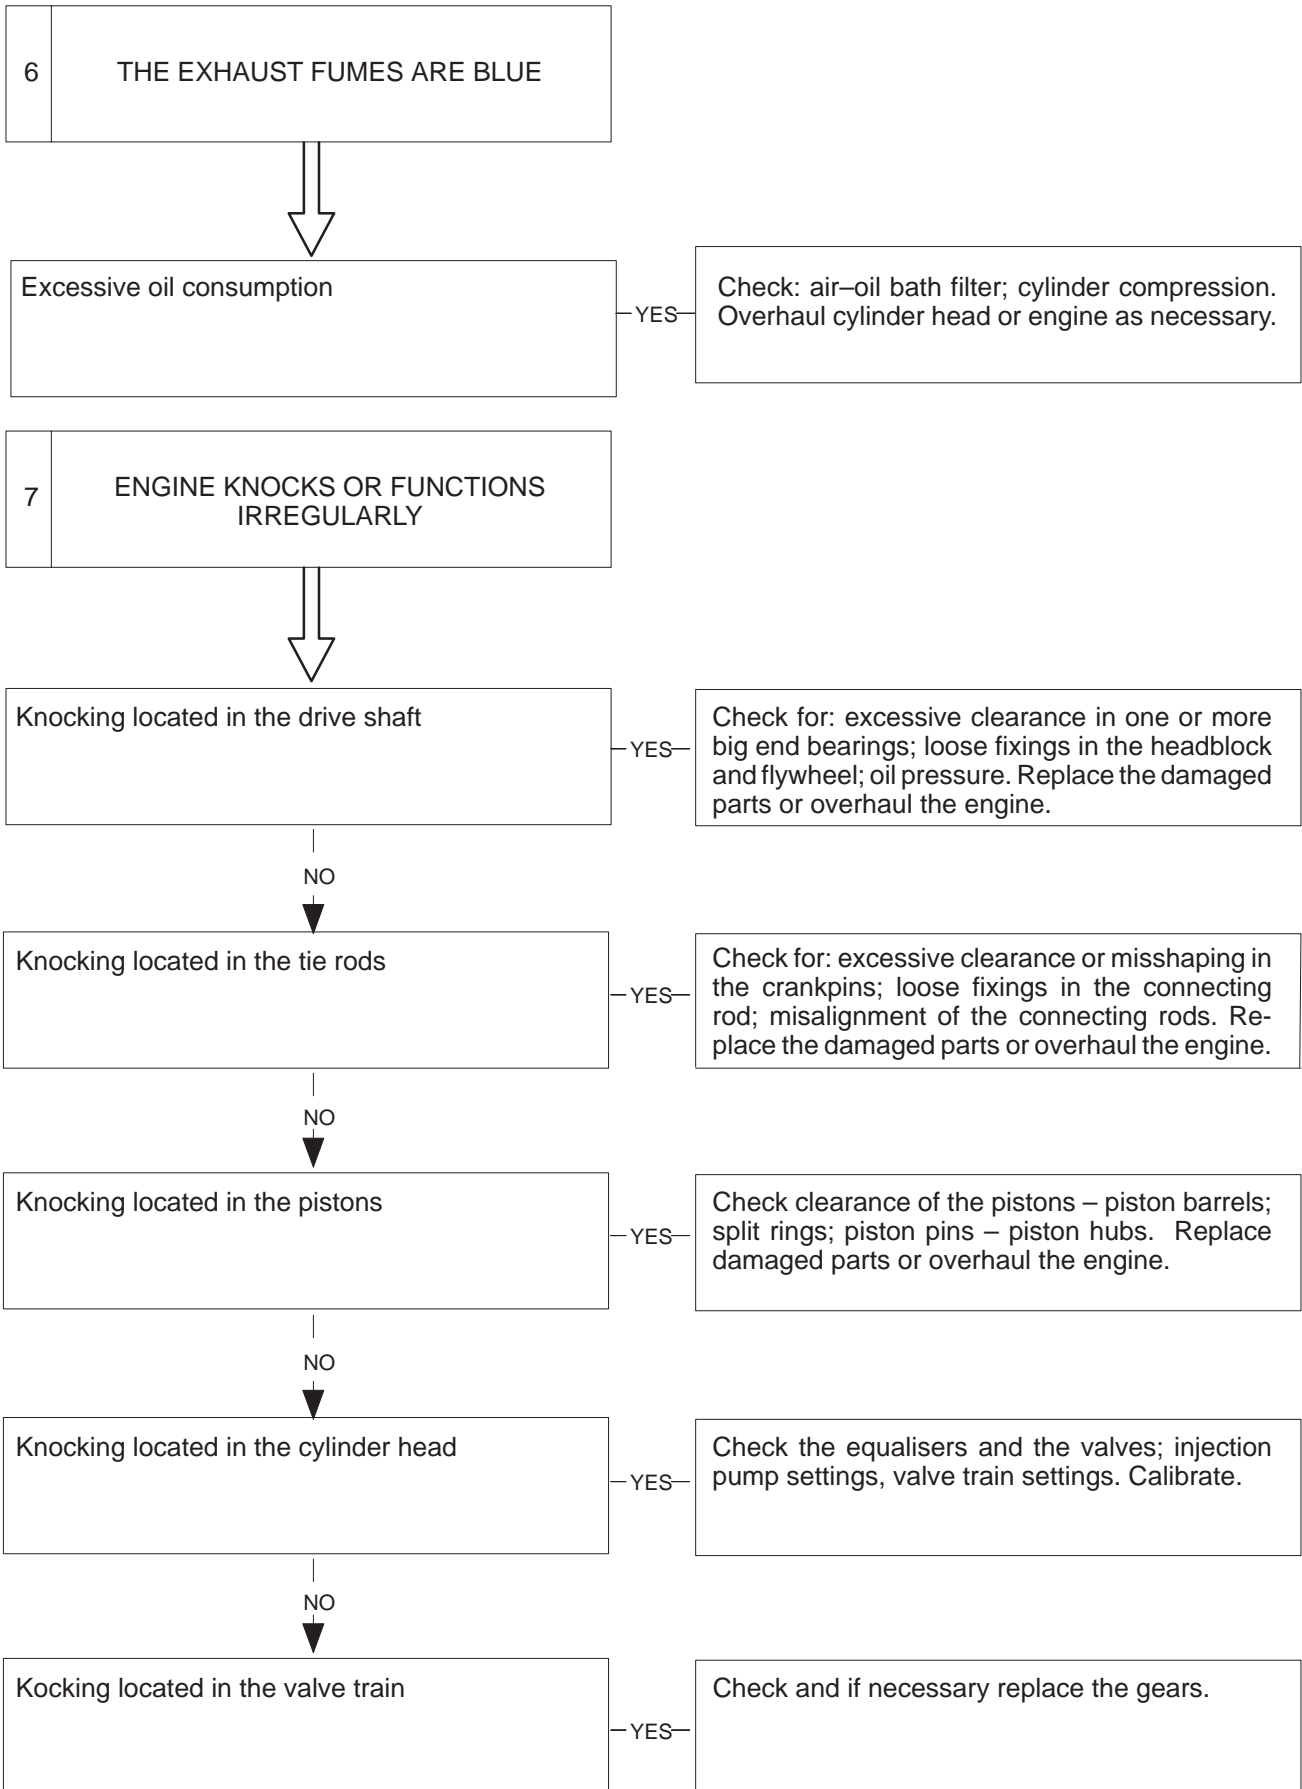 6
THE EXHAUST FUMES ARE BLUE
Excessive oil consumption
YES
Check: air–oil bath filter; cylinder compression.
Overhaul cylinder head or engine as necessary.
7
ENGINE KNOCKS OR FUNCTIONS
IRREGULARLY
Knocking located in the drive shaft
YES
Check for: excessive clearance in one or more
big end bearings; loose fixings in the headblock
and flywheel; oil pressure. Replace the damaged
parts or overhaul the engine.
NO
Knocking located in the tie rods
YES
Check for: excessive clearance or misshaping in
the crankpins; loose fixings in the connecting
rod; misalignment of the connecting rods. Re-
place the damaged parts or overhaul the engine.
NO
Knocking located in the pistons
YES
Check clearance of the pistons – piston barrels;
split rings; piston pins – piston hubs. Replace
damaged parts or overhaul the engine.
NO
Knocking located in the cylinder head
YES
Check the equalisers and the valves; injection
pump settings, valve train settings. Calibrate.
NO
Kocking located in the valve train
YES
Check and if necessary replace the gears.